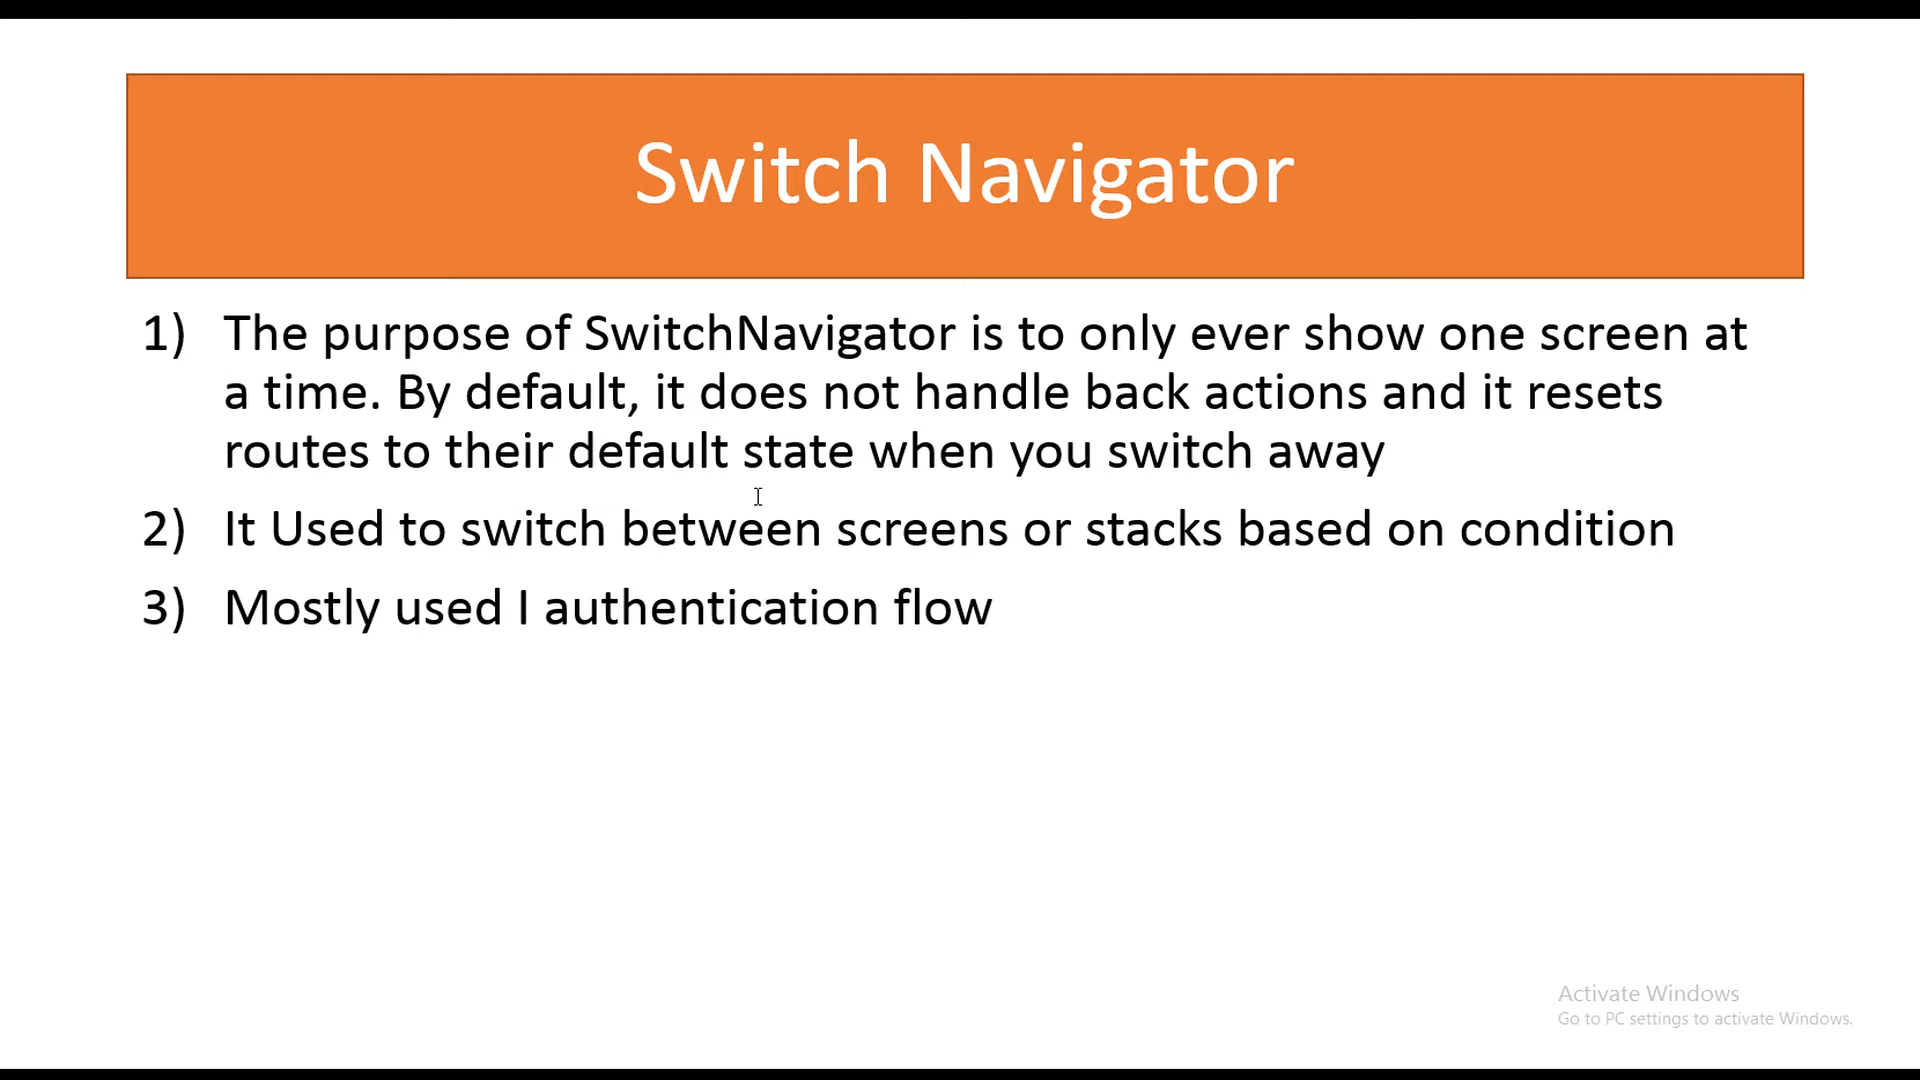 Switch Navigator
1) The purpose of SwitchNavigator is to only ever show one screen at
a time. By default, it does not handle back actions and it resets
routes to their default state when you switch away
2) It Used to switch between screens or stacks based on condition
3) Mostly used I authentication flow
Activate Windows
Go to PC settings to activate Windows.